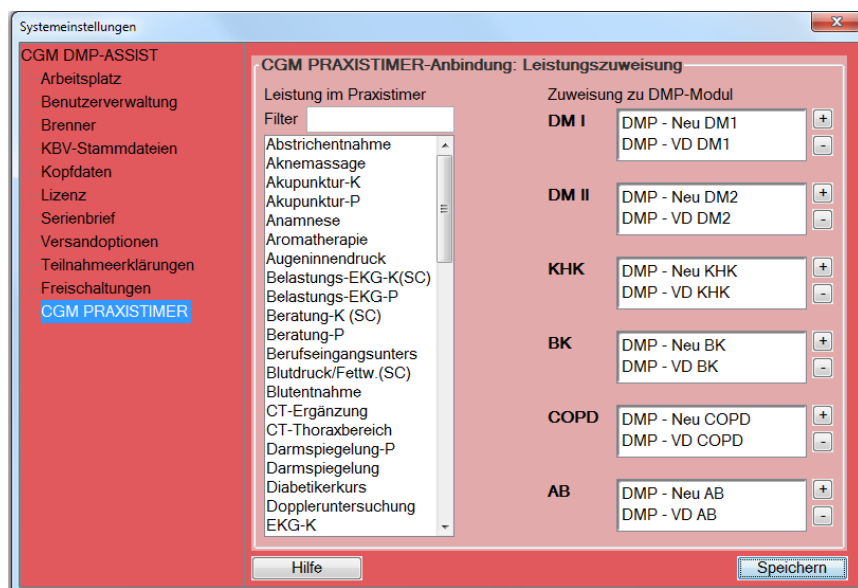 Systemeinstellungen
x
CGM DMP-ASSIST
Arbeitsplatz
Benutzerverwaltung
Brenner
KBV-Stammdateien
Kopfdaten
Lizenz
Serienbrief
Versandoptionen
Teilnahmeerklärungen
Freischaltungen
CGM PRAXISTIMER
CGM PRAXISTIMER-Anbindung: Leistungszuweisung
Leistung im Praxistimer
Filter
Abstrichentnahme
Aknemassage
Akupunktur-K
Akupunktur-P
Anamnese
Aromatherapie
Augeninnendruck
Belastungs-EKG-K(SC)
Belastungs-EKG-P
Beratung-K (SC)
Beratung-P
Berufseingangsunters
Blutdruck/Fettw.(SC)
Blutentnahme
CT-Ergänzung
CT-Thoraxbereich
Darmspiegelung-P
Darmspiegelung
Diabetikerkurs
Doppleruntersuchung
EKG-K
Zuweisung zu DMP-Modul
DM I
DMP - Neu DM1
DMP - VD DM1
+
-
DM II
DMP - Neu DM2
DMP - VD DM2
+
-
KHK
DMP - Neu KHK
DMP - VD KHK
+
-
BK
DMP - Neu BK
DMP - VD BK
+
-
COPD
DMP - Neu COPD
DMP - VD COPD
+
-
AB
DMP - Neu AB
DMP - VD AB
+
-
Hilfe
Speichern